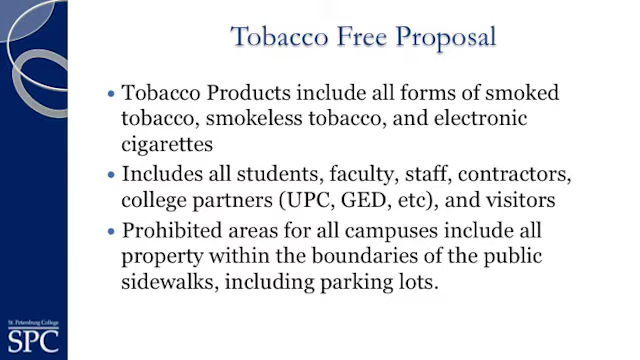 Tobacco Free Proposal
Tobacco Products include all forms of smoked
tobacco, smokeless tobacco, and electronic
cigarettes
Includes all students, faculty, staff, contractors,
college partners (UPC, GED, etc), and visitors
Prohibited areas for all campuses include all
property within the boundaries of the public
sidewalks, including parking lots.
St. Petersburg College
SPC